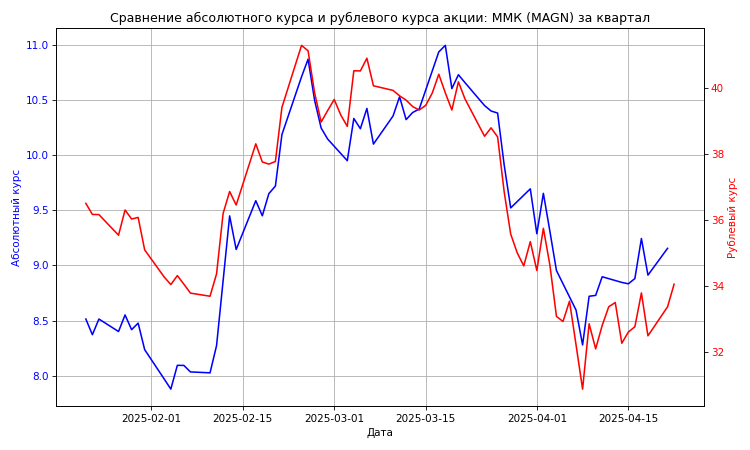 Сравнение абсолютного курса и рублевого курса акции: ММК (MAGN) за квартал
11.0
10.5
10.0
9.5
9.0
8.5
8.0
Абсолютный курс
40
38
36
34
32
Рублевый курс
2025-02-01 2025-02-15 2025-03-01 2025-03-15 2025-04-01 2025-04-15
Дата